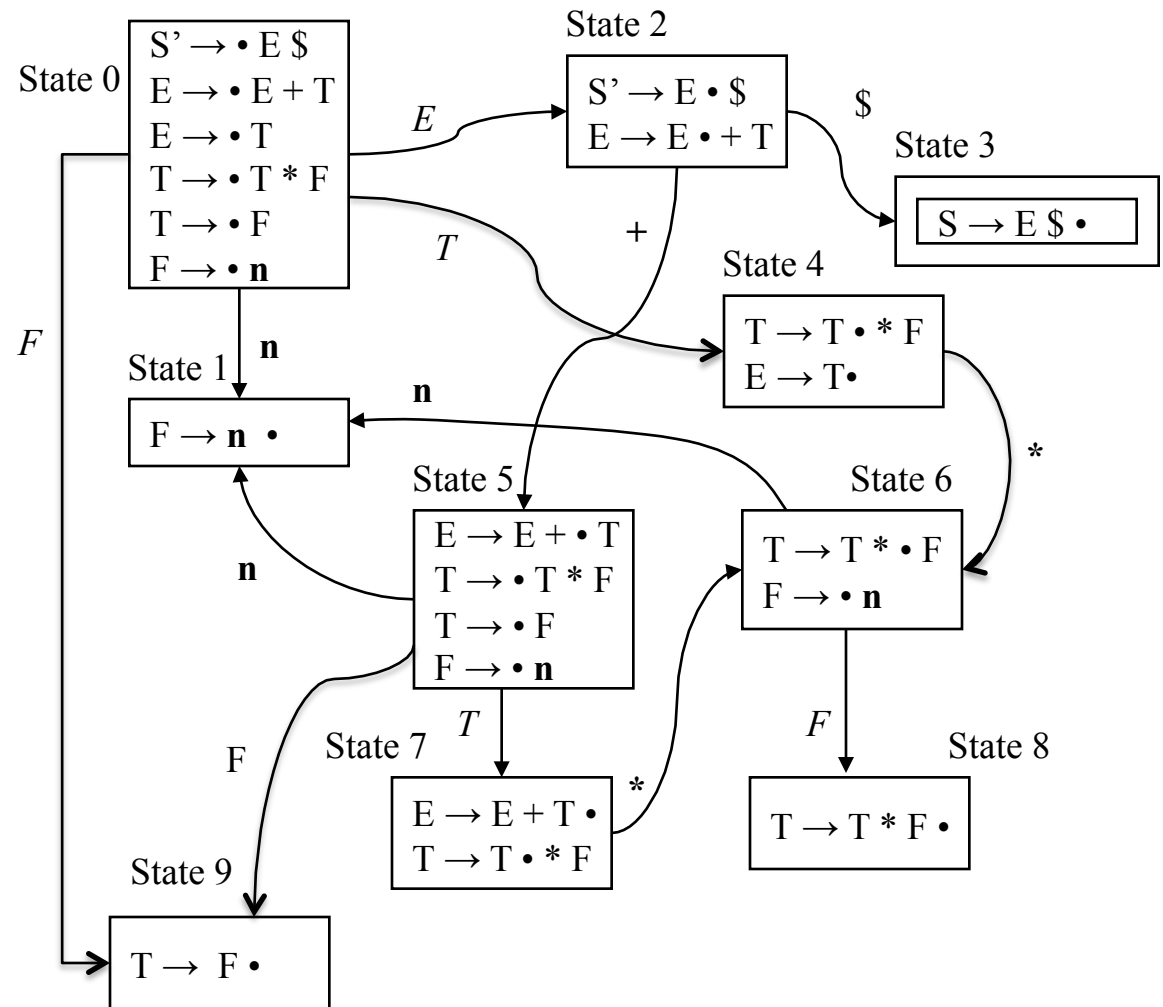 State 0
S’ → • E $
E → • E + T
E → • T
T → • T * F
T → • F
F → • n
E
State 2
S’ → E • $
E → E • + T
$
State 3
S → E $ •
T
+
State 4
T → T • * F
E → T•
F
n
State 1
F → n •
n
*
State 5
E → E + • T
T → • T * F
T → • F
F → • n
n
State 6
T → T * • F
F → • n
F
T
State 7
E → E + T •
T → T • * F
*
F
State 8
T → T * F •
State 9
T → F •